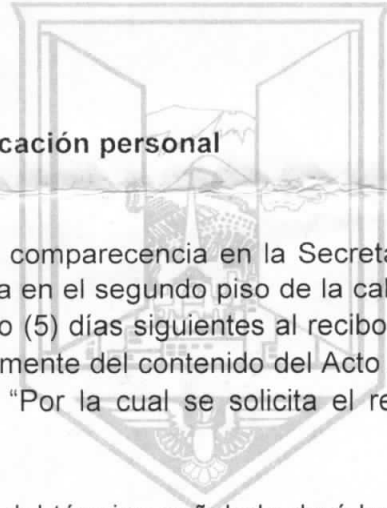 cación personal
comparecencia en la Secreta
a en el segundo piso de la cal
o (5) días siguientes al recibo
mente del contenido del Acto
"Por la cual se solicita el re